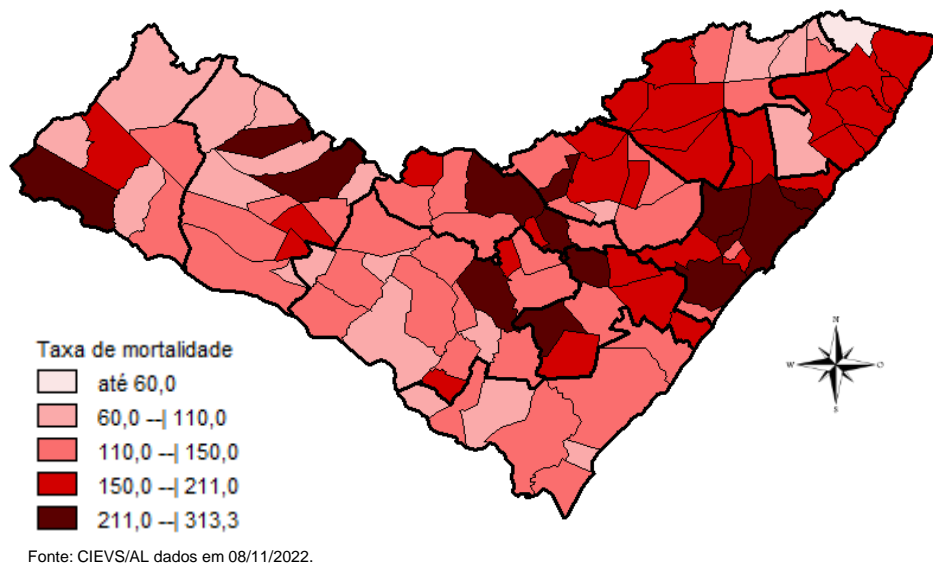 N
W
O
S
Taxa de mortalidade
até 60,0
60,0 --| 110,0
110,0 --| 150,0
150,0 --| 211,0
211,0 --| 313,3
Fonte: CIEVS/AL dados em 08/11/2022.